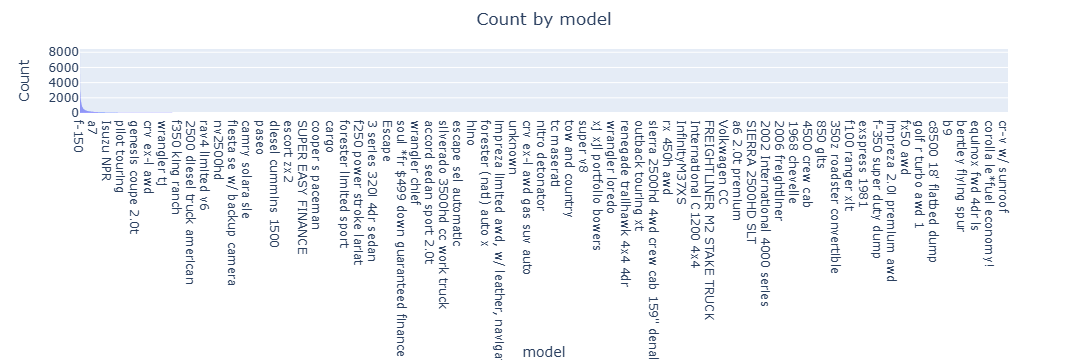 Count by model
8000
6000
4000
2000
0
Count
f-150
a7
Isuzu NPR
pilot touring
genesis coupe 2.0t
crv ex-l awd
wrangler tj
f350 king ranch
2500 diesel truck american
rav4 limited v6
nv2500hd
fiesta se w/ backup camera
camry solara sle
paseo
diesel cummins 1500
escort zx2
SUPER EASY FINANCE
cooper s paceman
cargo
forester limited sport
f250 power stroke lariat
3 series 320i 4dr sedan
Escape
soul *fr $499 down guaranteed finance
wrangler chief
accord sedan sport 2.0t
silverado 3500hd cc work truck
escape sel automatic
hino
forester (natl) auto x
impreza limited awd, w/ leather, naviga
unknown
crv ex-l awd gas suv auto
nitro detonator
tc maserati
tow and country
super v8
xj xjl portfolio bowers
wrangler loredo
renegade trailhawk 4x4 4dr
outback touring xt
sierra 2500hd 4wd crew cab 159" denal
rx 450h awd
InfinityM37XS
International C 1200 4x4
FREIGHTLINER M2 STAKE TRUCK
Volkwagen CC
a6 2.0t premium
SIERRA 2500HD SLT
2002 International 4000 series
2006 freightliner
1968 chevelle
4500 crew cab
850 glts
350z roadster convertible
f100 ranger xlt
exspress 1981
f-350 super duty dump
Impreza 2.0I Premium awd
fx50 awd
golf r turbo awd 1
c8500 18' flatbed dump
b9
bentley flying spur
equinox fwd 4dr ls
corolla le*fuel economy!
cr-v w/ sunroof
model